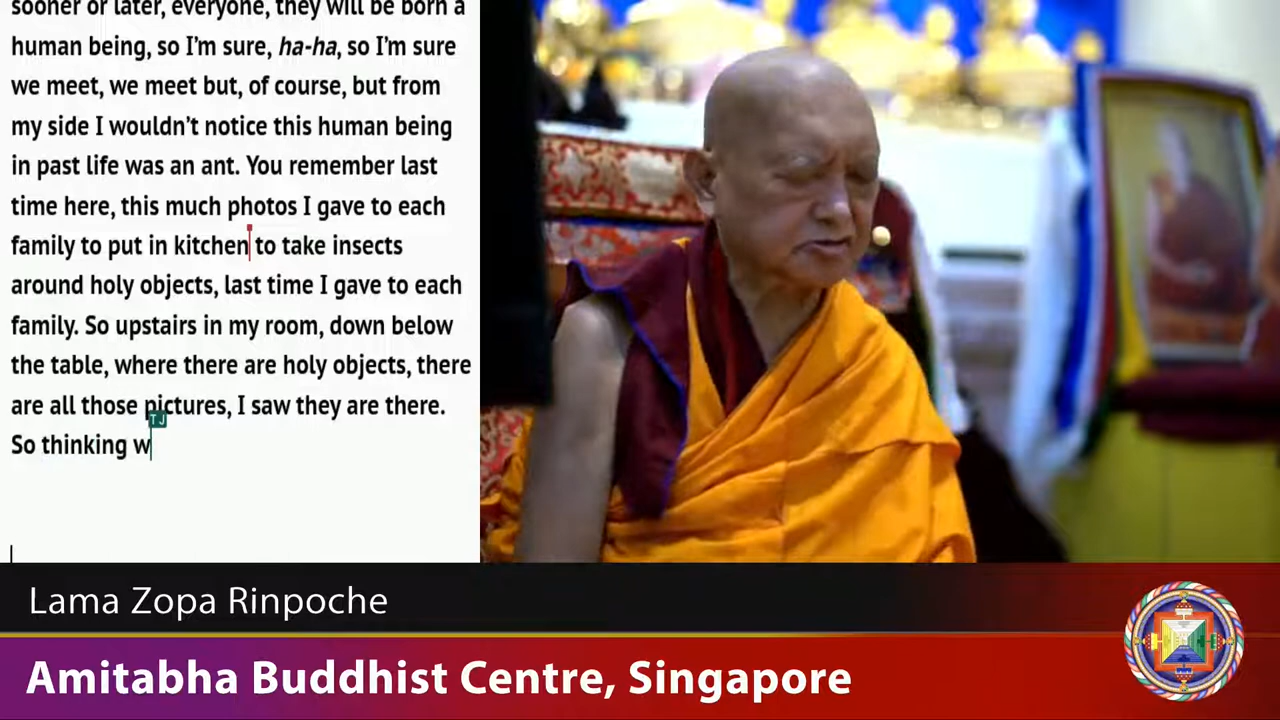 sooner or later, everyone, they will be born a
human being, so I'm sure, ha-ha, so I'm sure
we meet, we meet but, of course, but from
my side I wouldn't notice this human being
in past life was an ant. You remember last
time here, this much photos I gave to each
family to put in kitchen to take insects
around holy objects, last time I gave to each
family. So upstairs in my room, down below
the table, where there are holy objects, there
are all those pictures, I saw they are there.
TJ
So thinking w
Lama Zopa Rinpoche
Amitabha Buddhist Centre, Singapore